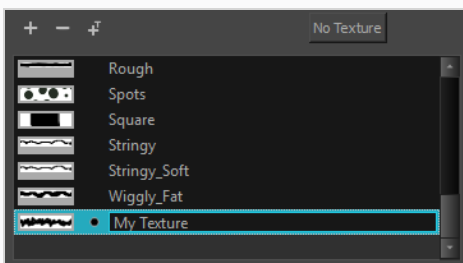 No Texture
Rough
Spots
Square
Stringy
Stringy_Soft
Wiggly_Fat
My Texture